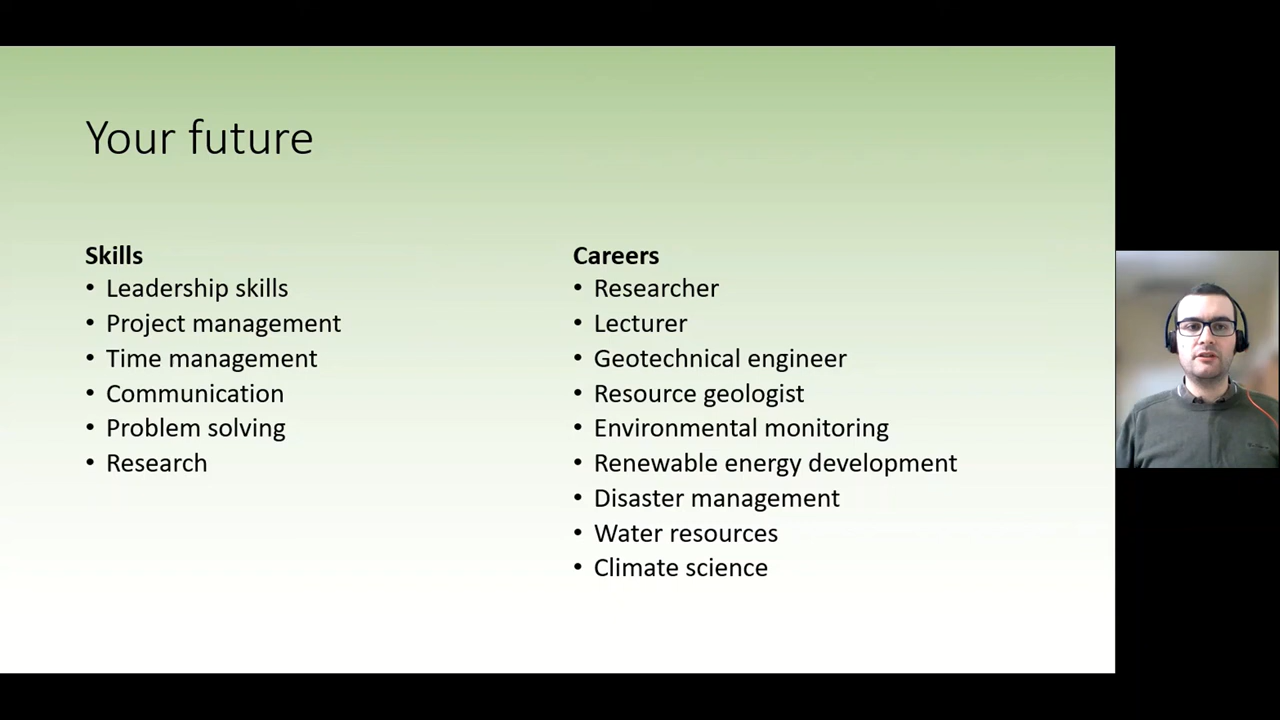 Your future
Skills
• Leadership skills
• Project management
• Time management
• Communication
• Problem solving
• Research
Careers
• Researcher
• Lecturer
• Geotechnical engineer
• Resource geologist
• Environmental monitoring
• Renewable energy development
• Disaster management
• Water resources
• Climate science